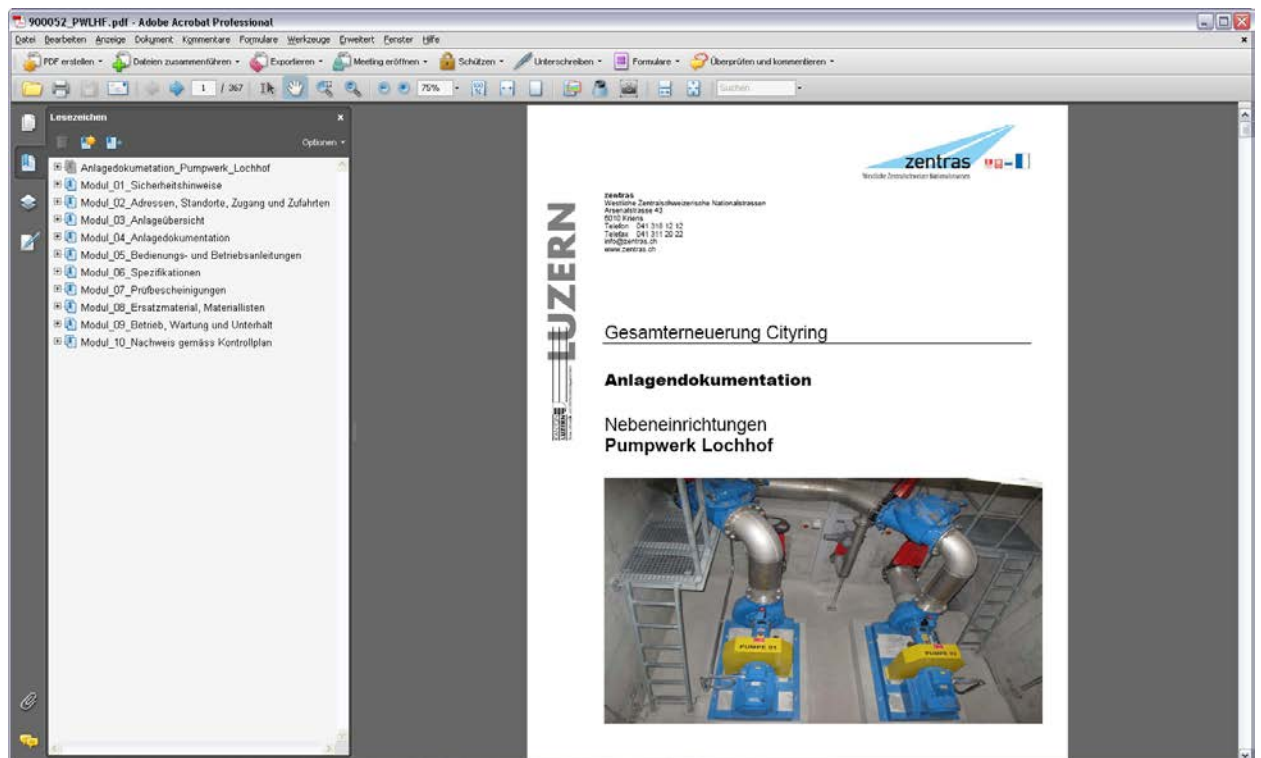 900052_PWLHF.pdf - Adobe Acrobat Professional
Datei Bearbeiten Anzeige Dokument Kommentare Formulare Werkzeuge Erweitert Fenster Hilfe
PDF erstellen Dateien zusammenführen Exportieren Meeting eröffnen Schützen Unterschreiben Formulare Überprüfen und kommentieren
1 / 367 75% Suchen
Lesezeichen
Optionen
Anlagedokumetation_Pumpwerk_Lochhof
Modul_01_Sicherheitshinweise
Modul_02_Adressen, Standorte, Zugang und Zufahrten
Modul_03_Anlageübersicht
Modul_04_Anlagedokumentation
Modul_05_Bedienungs- und Betriebsanleitungen
Modul_06_Spezifikationen
Modul_07_Prüfbescheinigungen
Modul_08_Ersatzmaterial, Materiallisten
Modul_09_Betrieb, Wartung und Unterhalt
Modul_10_Nachweis gemäss Kontrollplan
zentras
Westliche Zentralschweizer Nationalstrassen
LUZERN
zentras
Westliche Zentralschweizerische Nationalstrassen
Arsenalstrasse 43
6010 Kriens
Telefon 041 318 12 12
Telefax 041 311 20 22
info@zentras.ch
www.zentras.ch
Gesamterneuerung Cityring
Anlagendokumentation
Nebeneinrichtungen
Pumpwerk Lochhof
PUMPE 01